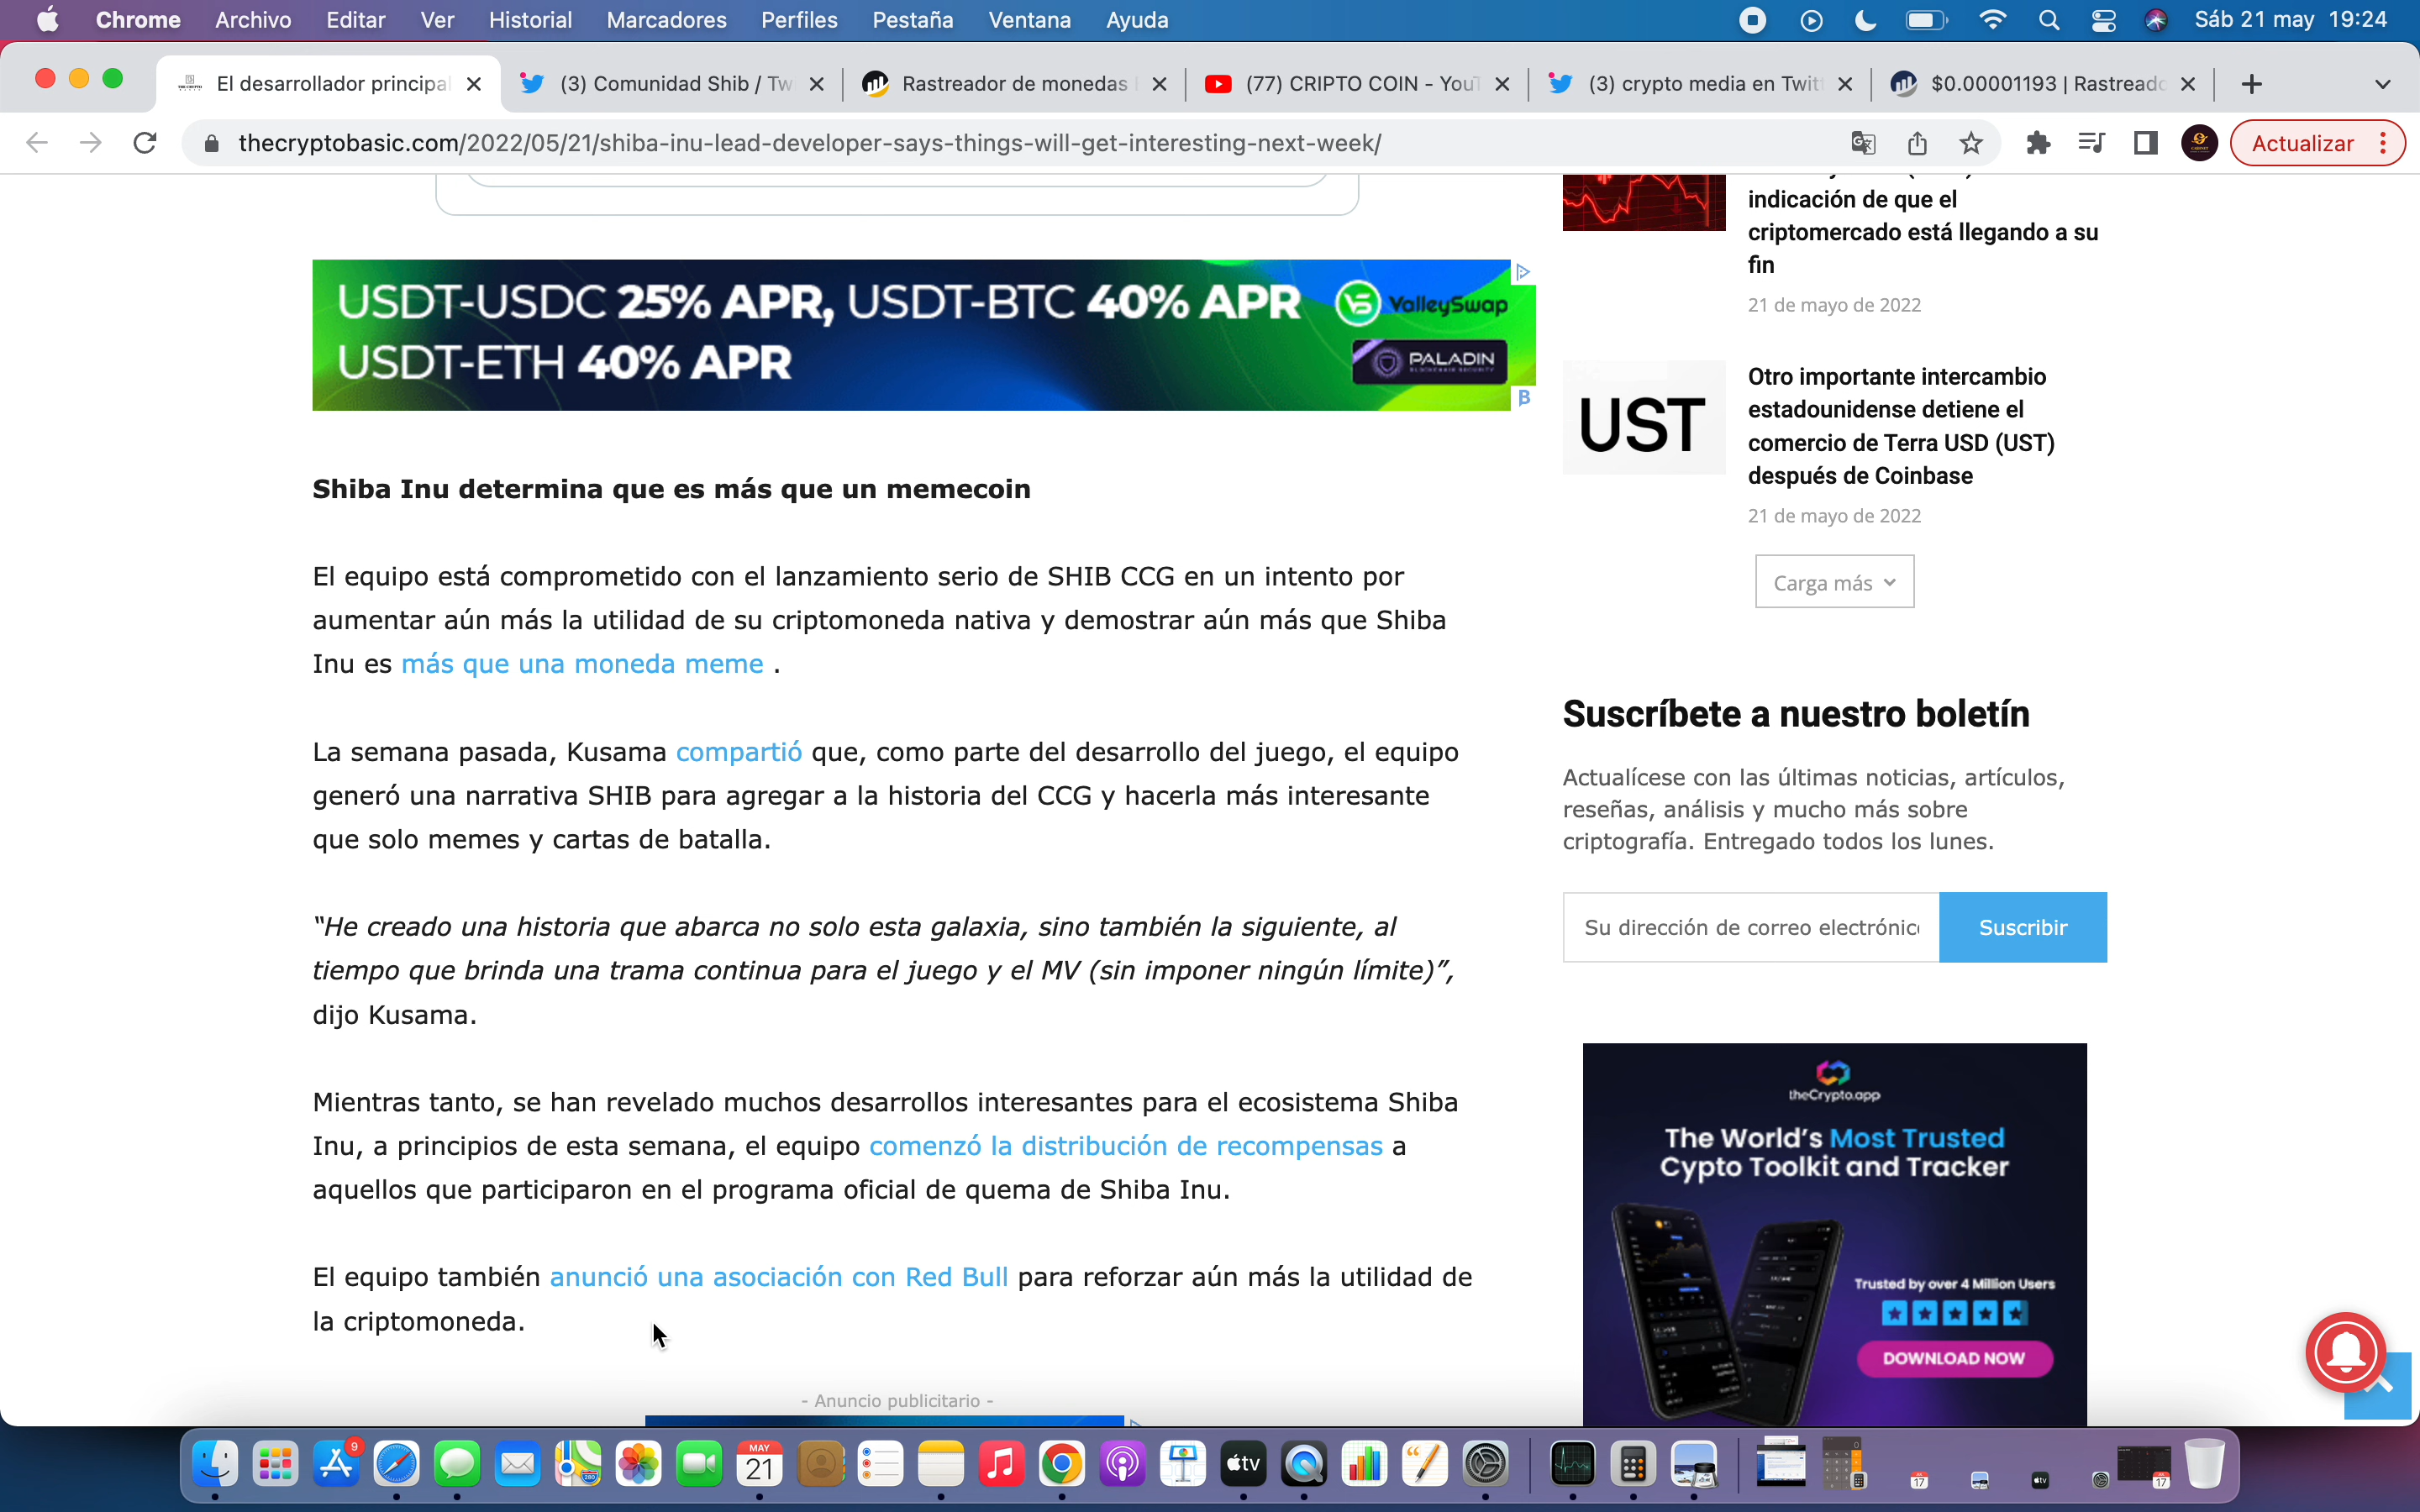 Chrome Archivo Editar Ver Historial Marcadores Perfiles Pestaña Ventana Ayuda Sáb 21 may 19:24
El desarrollador principal (3) Comunidad Shib / Tw Rastreador de monedas (77) CRIPTO COIN - YouT (3) crypto media en Twitt $0.00001193 | Rastread
thecryptobasic.com/2022/05/21/shiba-inu-lead-developer-says-things-will-get-interesting-next-week/ Actualizar
USDT-USDC 25% APR, USDT-BTC 40% APR
USDT-ETH 40% APR
ValleySwap
PALADIN
BLOCKCHAIN SECURITY
B
Shiba Inu determina que es más que un memecoin
El equipo está comprometido con el lanzamiento serio de SHIB CCG en un intento por
aumentar aún más la utilidad de su criptomoneda nativa y demostrar aún más que Shiba
Inu es más que una moneda meme .
La semana pasada, Kusama compartió que, como parte del desarrollo del juego, el equipo
generó una narrativa SHIB para agregar a la historia del CCG y hacerla más interesante
que solo memes y cartas de batalla.
“He creado una historia que abarca no solo esta galaxia, sino también la siguiente, al
tiempo que brinda una trama continua para el juego y el MV (sin imponer ningún límite)”,
dijo Kusama.
Mientras tanto, se han revelado muchos desarrollos interesantes para el ecosistema Shiba
Inu, a principios de esta semana, el equipo comenzó la distribución de recompensas a
aquellos que participaron en el programa oficial de quema de Shiba Inu.
El equipo también anunció una asociación con Red Bull para reforzar aún más la utilidad de
la criptomoneda.
- Anuncio publicitario -
indicación de que el
criptomercado está llegando a su
fin
21 de mayo de 2022
UST
Otro importante intercambio
estadounidense detiene el
comercio de Terra USD (UST)
después de Coinbase
21 de mayo de 2022
Carga más
Suscríbete a nuestro boletín
Actualícese con las últimas noticias, artículos,
reseñas, análisis y mucho más sobre
criptografía. Entregado todos los lunes.
Su dirección de correo electrónic
Suscribir
theCrypto.app
The World's Most Trusted
Cypto Toolkit and Tracker
Trusted by over 4 Million Users
DOWNLOAD NOW
9
MAY
21
tv
17
tv
17